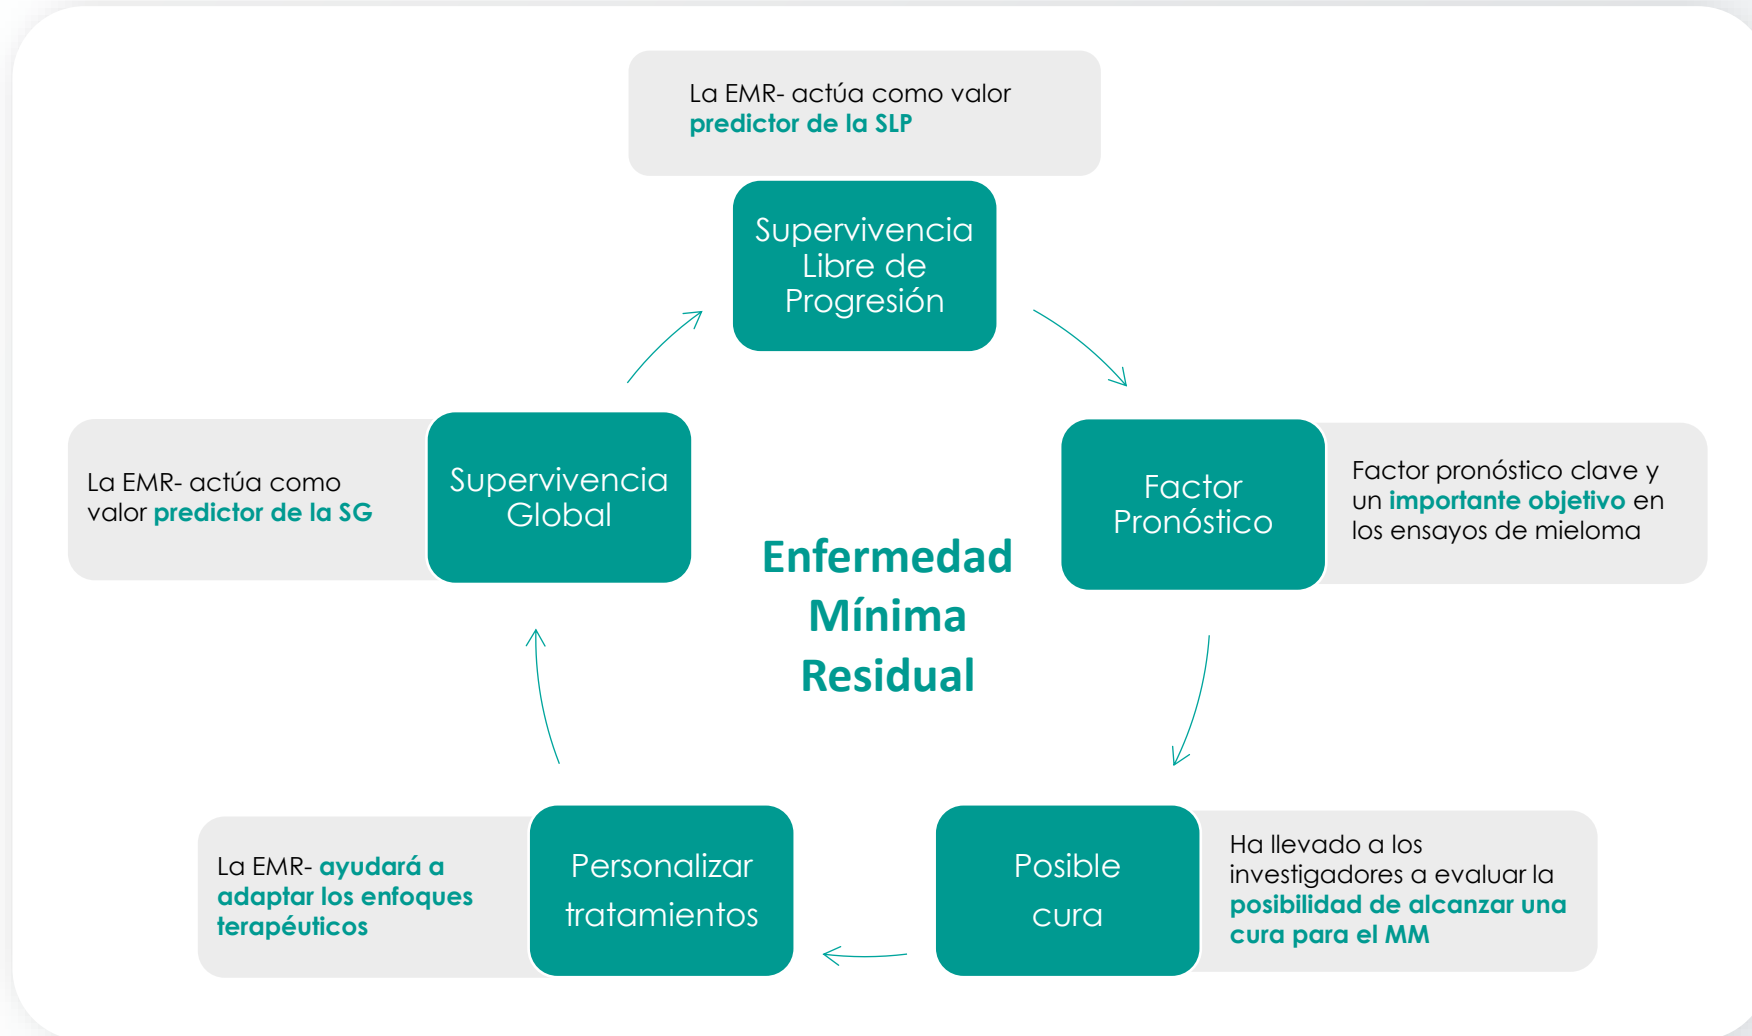 La EMR- actúa como valor
predictor de la SLP
Supervivencia
Libre de
Progresión
La EMR- actúa como
valor predictor de la SG
Supervivencia
Global
Factor
Pronóstico
Factor pronóstico clave y
un importante objetivo en
los ensayos de mieloma
Enfermedad
Mínima
Residual
La EMR- ayudará a
adaptar los enfoques
terapéuticos
Personalizar
tratamientos
Posible
cura
Ha llevado a los
investigadores a evaluar la
posibilidad de alcanzar una
cura para el MM